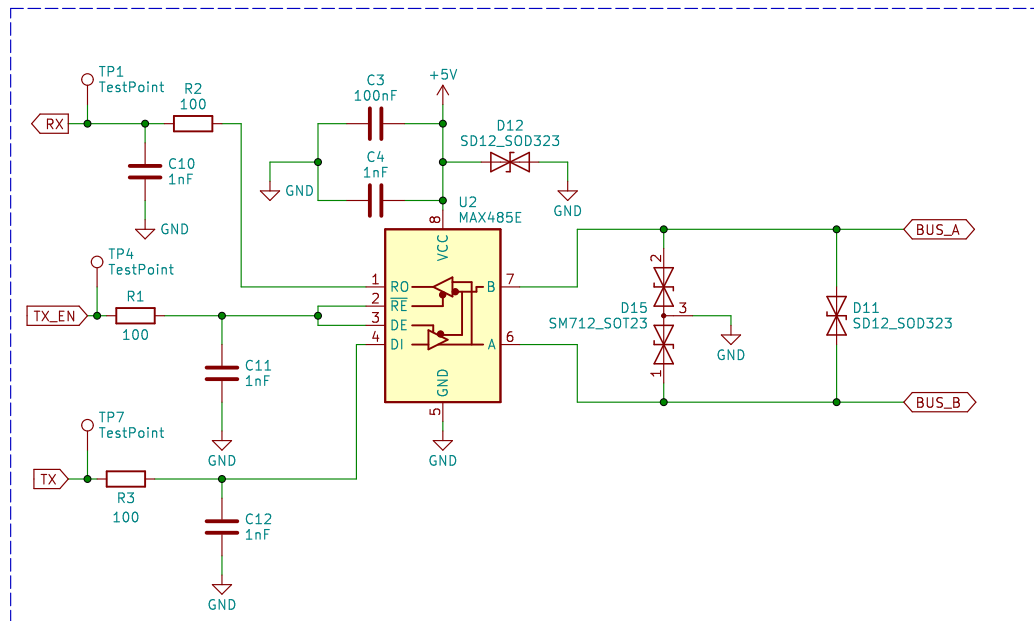 TP1
TestPoint
RX
R2
100
C10
1nF
GND
C3
100nF
+5V
C4
1nF
GND
D12
SD12_SOD323
GND
U2
MAX485E
8
VCC
1
RO
2
RE
3
DE
4
DI
B
7
A
6
GND
5
GND
TP4
TestPoint
TX_EN
R1
100
C11
1nF
GND
TP7
TestPoint
TX
R3
100
C12
1nF
GND
BUS_A
2
D15
SM712_SOT23
3
1
GND
D11
SD12_SOD323
BUS_B